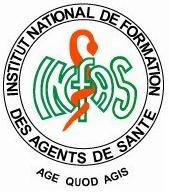 INSTITUT NATIONAL DE FORMATION
DES AGENTS DE SANTE
INFAS
AGE QUOD AGIS